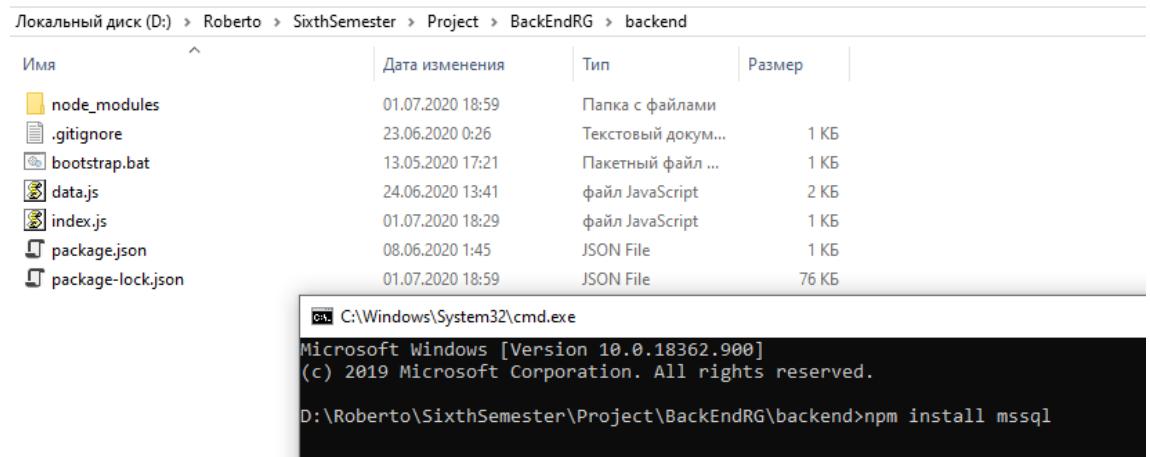 Локальный диск (D:) > Roberto > SixthSemester > Project > BackEndRG > backend
Имя Дата изменения Тип Размер
node_modules 01.07.2020 18:59 Папка с файлами
.gitignore 23.06.2020 0:26 Текстовый докум... 1 КБ
bootstrap.bat 13.05.2020 17:21 Пакетный файл ... 1 КБ
data.js 24.06.2020 13:41 файл JavaScript 2 КБ
index.js 01.07.2020 18:29 файл JavaScript 1 КБ
package.json 08.06.2020 1:45 JSON File 1 КБ
package-lock.json 01.07.2020 18:59 JSON File 76 КБ
C:\Windows\System32\cmd.exe
Microsoft Windows [Version 10.0.18362.900]
(c) 2019 Microsoft Corporation. All rights reserved.
D:\Roberto\SixthSemester\Project\BackEndRG\backend>npm install mssql